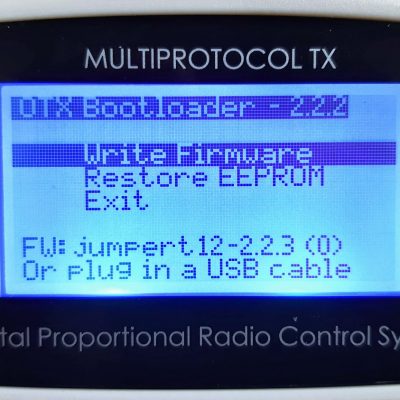 MULTIPROTOCOL TX
OTX Bootloader - 2.2.2
Write Firmware
Restore EEPROM
Exit
FW: jumpert12-2.2.3 (0)
Or plug in a USB cable
tal Proportional Radio Control Sy